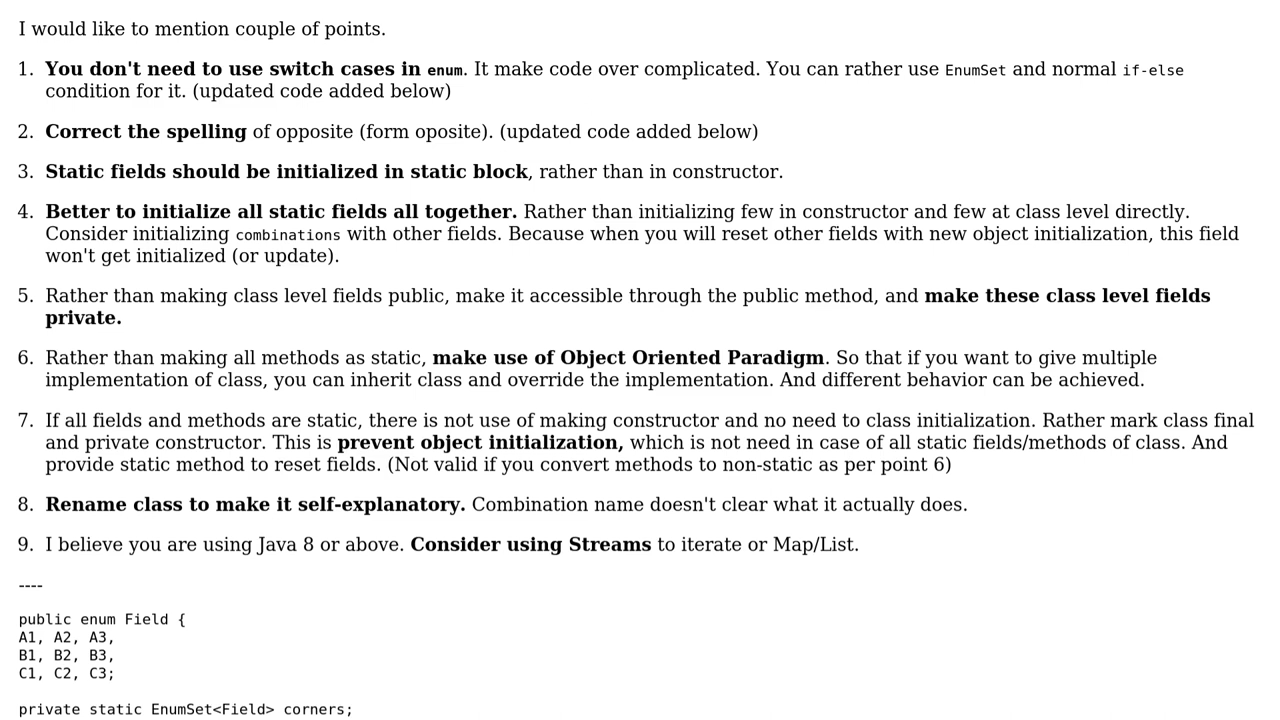 I would like to mention couple of points.
1. You don't need to use switch cases in enum. It make code over complicated. You can rather use EnumSet and normal if-else
condition for it. (updated code added below)
2. Correct the spelling of opposite (form oposite). (updated code added below)
3. Static fields should be initialized in static block, rather than in constructor.
4. Better to initialize all static fields all together. Rather than initializing few in constructor and few at class level directly.
Consider initializing combinations with other fields. Because when you will reset other fields with new object initialization, this field
won't get initialized (or update).
5. Rather than making class level fields public, make it accessible through the public method, and make these class level fields
private.
6. Rather than making all methods as static, make use of Object Oriented Paradigm. So that if you want to give multiple
implementation of class, you can inherit class and override the implementation. And different behavior can be achieved.
7. If all fields and methods are static, there is not use of making constructor and no need to class initialization. Rather mark class final
and private constructor. This is prevent object initialization, which is not need in case of all static fields/methods of class. And
provide static method to reset fields. (Not valid if you convert methods to non-static as per point 6)
8. Rename class to make it self-explanatory. Combination name doesn't clear what it actually does.
9. I believe you are using Java 8 or above. Consider using Streams to iterate or Map/List.
----
public enum Field {
A1, A2, A3,
B1, B2, B3,
C1, C2, C3;
private static EnumSet<Field> corners;